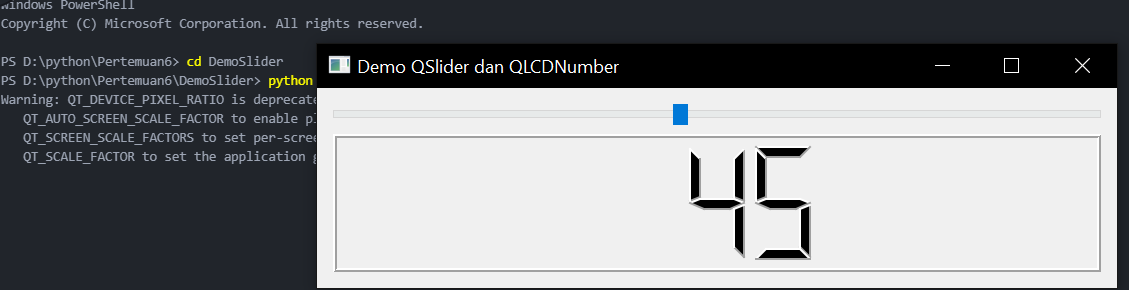 Windows PowerShell
Copyright (C) Microsoft Corporation. All rights reserved.
PS D:\python\Pertemuan6> cd DemoSlider
PS D:\python\Pertemuan6\DemoSlider> python
Warning: QT_DEVICE_PIXEL_RATIO is deprecate
QT_AUTO_SCREEN_SCALE_FACTOR to enable pl
QT_SCREEN_SCALE_FACTORS to set per-scree
QT_SCALE_FACTOR to set the application g
Demo QSlider dan QLCDNumber
45